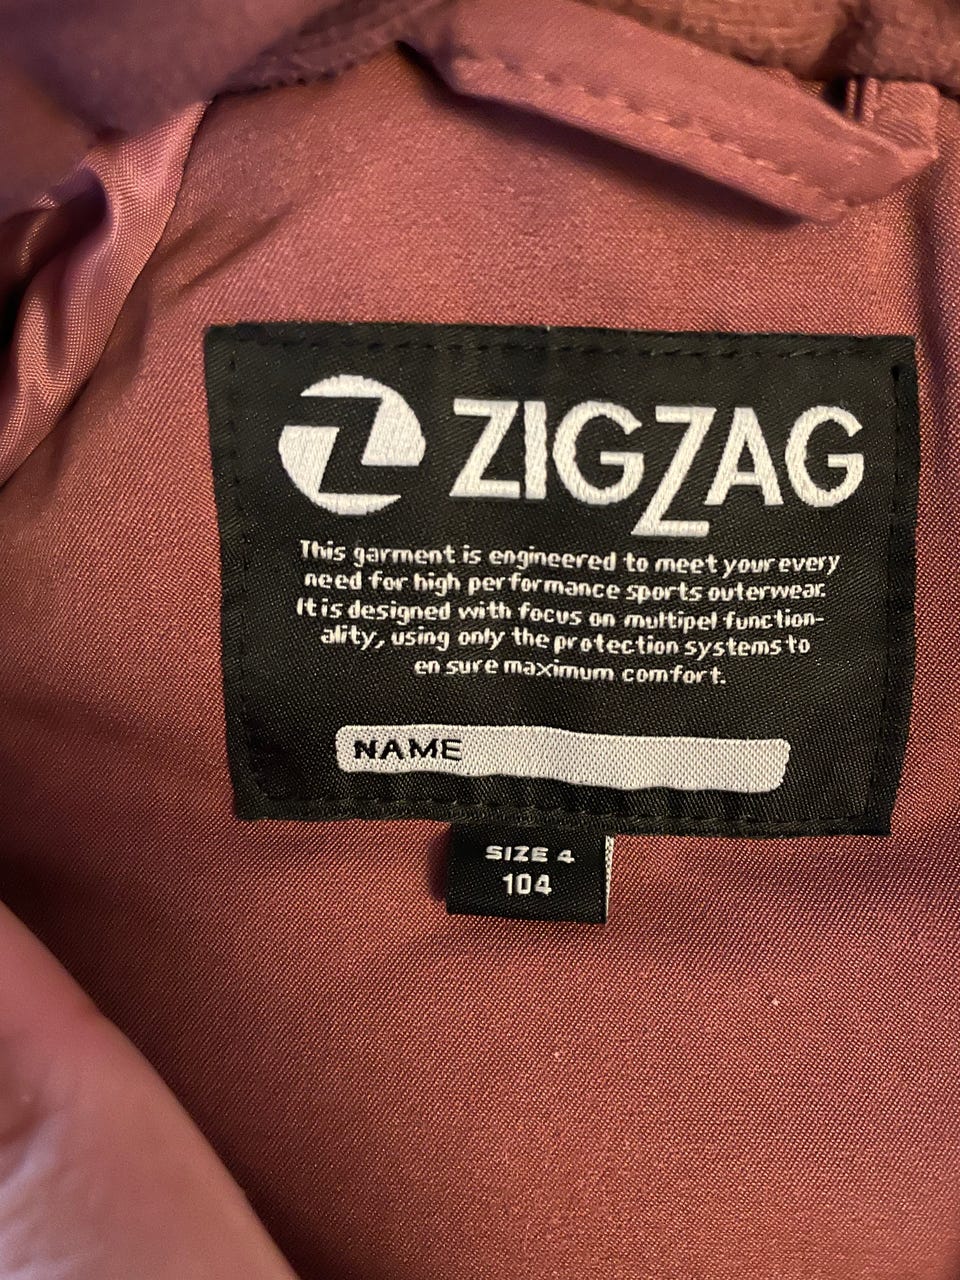 ZIGZAG
This garment is engineered to meet your every
need for high performance sports outerwear.
It is designed with focus on multipel function-
ality, using only the protection systems to
en sure maximum comfort.
NAME
SIZE 4
104